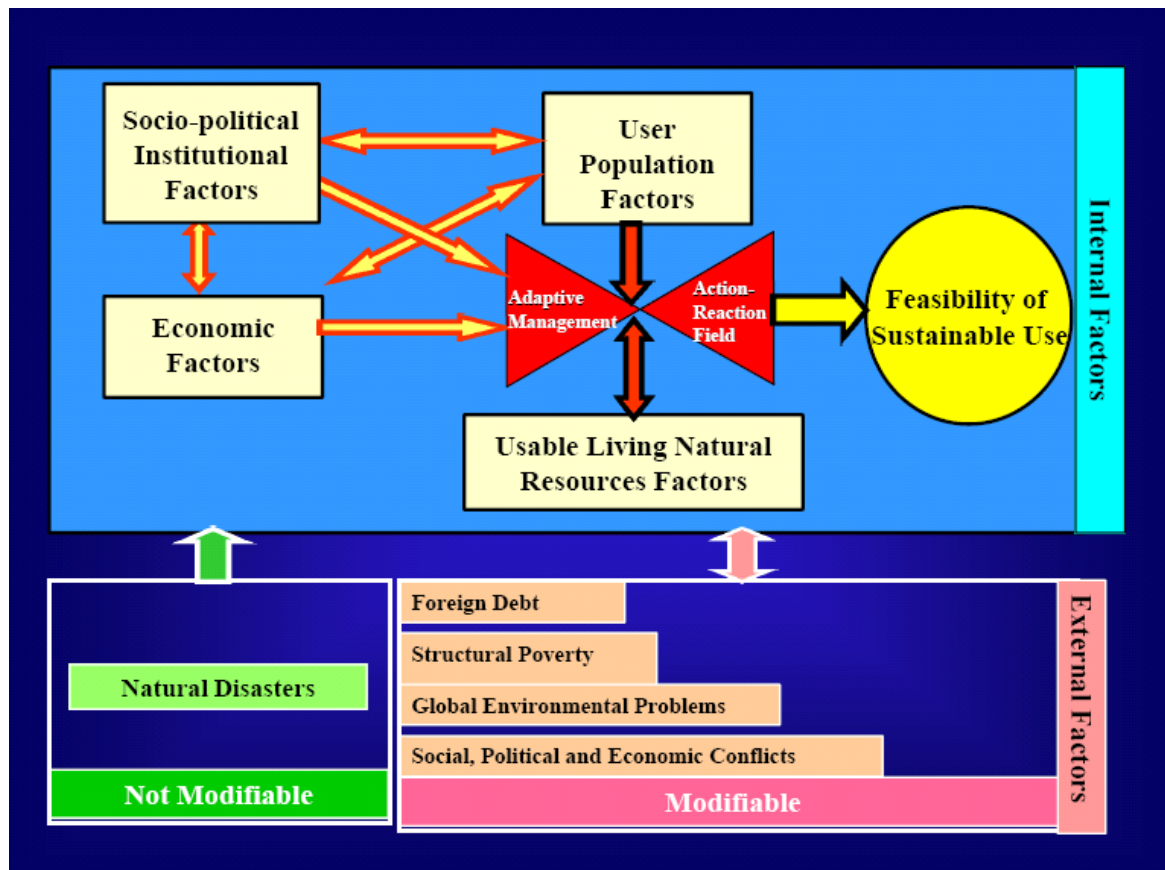 Socio-political
Institutional
Factors
User
Population
Factors
Economic
Factors
Adaptive
Management
Action-
Reaction
Field
Feasibility of
Sustainable Use
Usable Living Natural
Resources Factors
Internal Factors
Natural Disasters
Not Modifiable
Foreign Debt
Structural Poverty
Global Environmental Problems
Social, Political and Economic Conflicts
Modifiable
External Factors